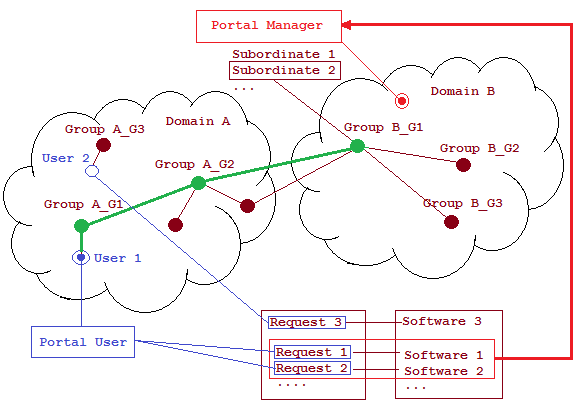 Portal Manager
Subordinate 1
Subordinate 2
...
Domain B
Domain A
Group A_G3
Group B_G1
User 2
Group A_G2
Group B_G2
Group A_G1
Group B_G3
User 1
Portal User
Request 3
Software 3
Request 1
Software 1
Request 2
Software 2
....
...